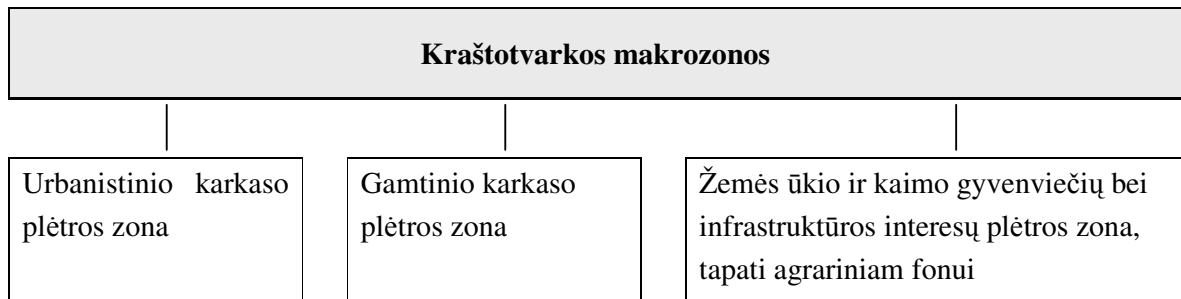 Kraštotvarkos makrozonos
Urbanistinio karkaso
plėtros zona
Gamtinio karkaso
plėtros zona
Žemės ūkio ir kaimo gyvenviečių bei
infrastruktūros interesų plėtros zona,
tapati agrariniam fonui